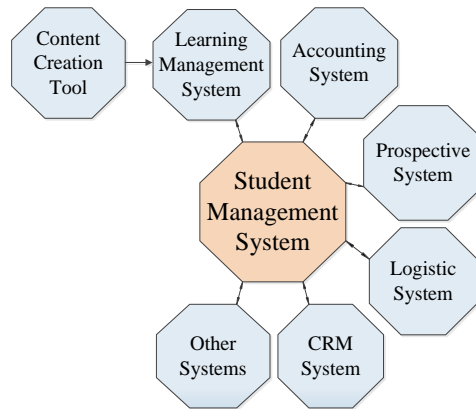 Content
Creation
Tool
Learning
Management
System
Accounting
System
Prospective
System
Student
Management
System
Logistic
System
Other
Systems
CRM
System